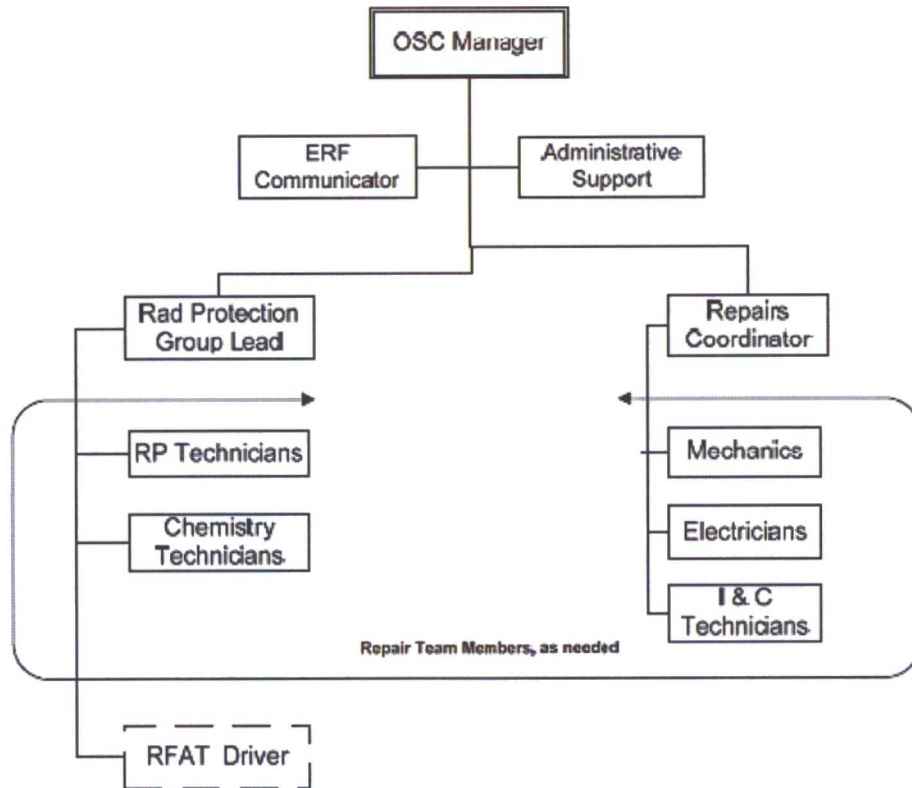 OSC Manager
ERF
Communicator
Administrative
Support
Rad Protection
Group Lead
Repairs
Coordinator
RP Technicians
Mechanics
Chemistry
Technicians
Electricians
I & C
Technicians
Repair Team Members, as needed
RFAT Driver